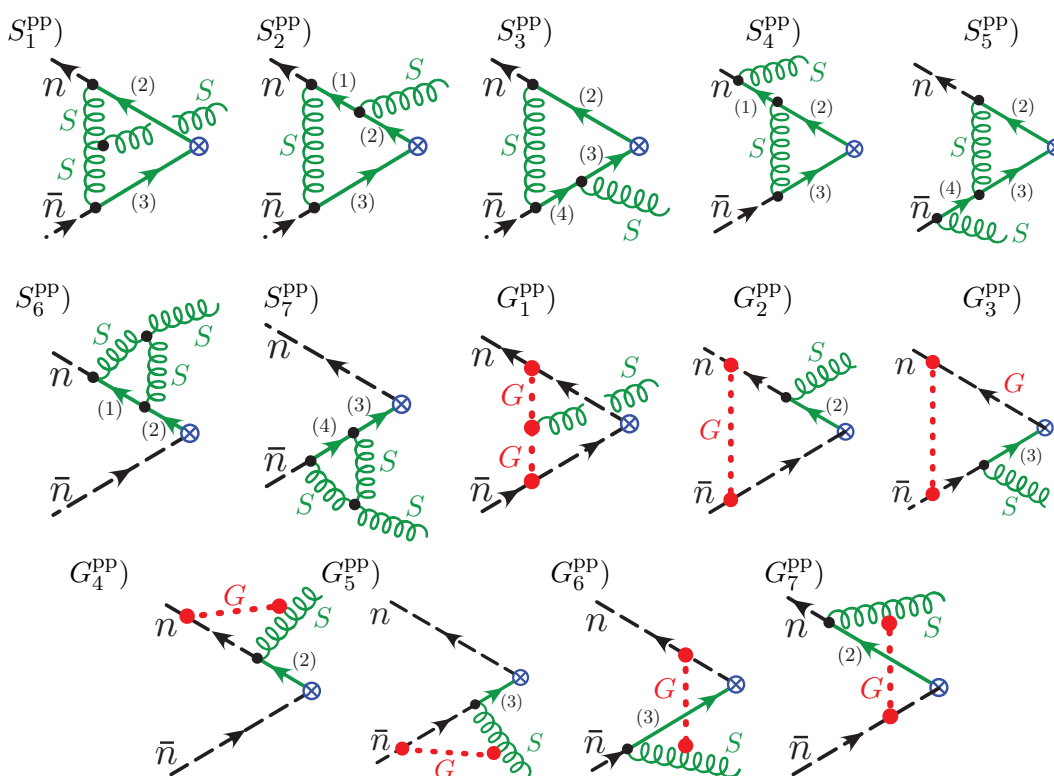 S₁^pp) S₂^pp) S₃^pp) S₄^pp) S₅^pp)
n (2) S S S n̄ (3)
n (1) S (2) S n̄ (3)
n (2) S (3) n̄ (4) S
n S (1) (2) S n̄ (3)
n (2) S (4) (3) n̄ S
S₆^pp) S₇^pp) G₁^pp) G₂^pp) G₃^pp)
S S n S (1) (2) n̄
n (3) (4) n̄ S S S
n G S G n̄
n S (2) G n̄
n G (3) n̄ S
G₄^pp) G₅^pp) G₆^pp) G₇^pp)
G n S (2) n̄
n (3) n̄ S G
n G (3) n̄ S
n S (2) G n̄